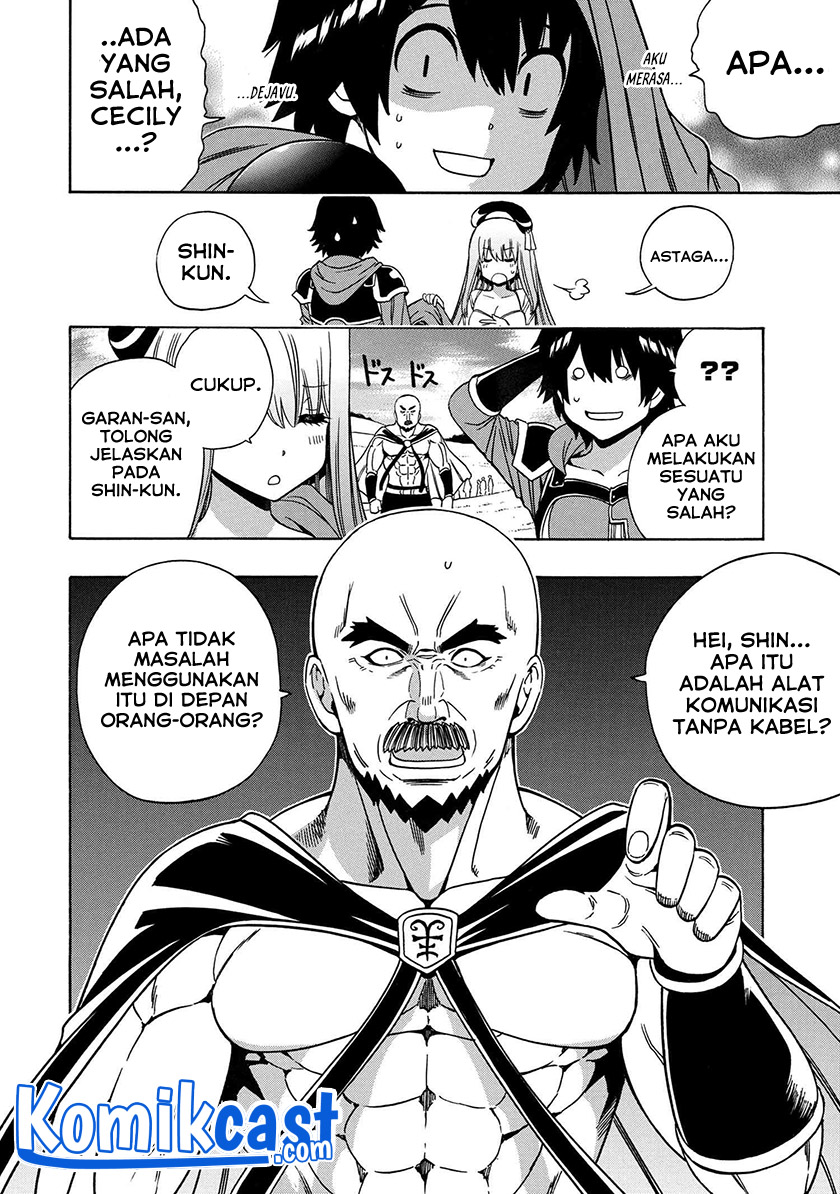 APA...
AKU
MERASA...
...DEJAVU.
..ADA
YANG
SALAH,
CECILY
...?
ASTAGA...
SHIN-
KUN.
??
APA AKU
MELAKUKAN
SESUATU
YANG
SALAH?
ドス ドス
CUKUP.
GARAN-SAN,
TOLONG
JELASKAN
PADA
SHIN-KUN.
HEI, SHIN...
APA ITU
ADALAH ALAT
KOMUNIKASI
TANPA KABEL?
APA TIDAK
MASALAH
MENGGUNAKAN
ITU DI DEPAN
ORANG-ORANG?
Komikcast
.com